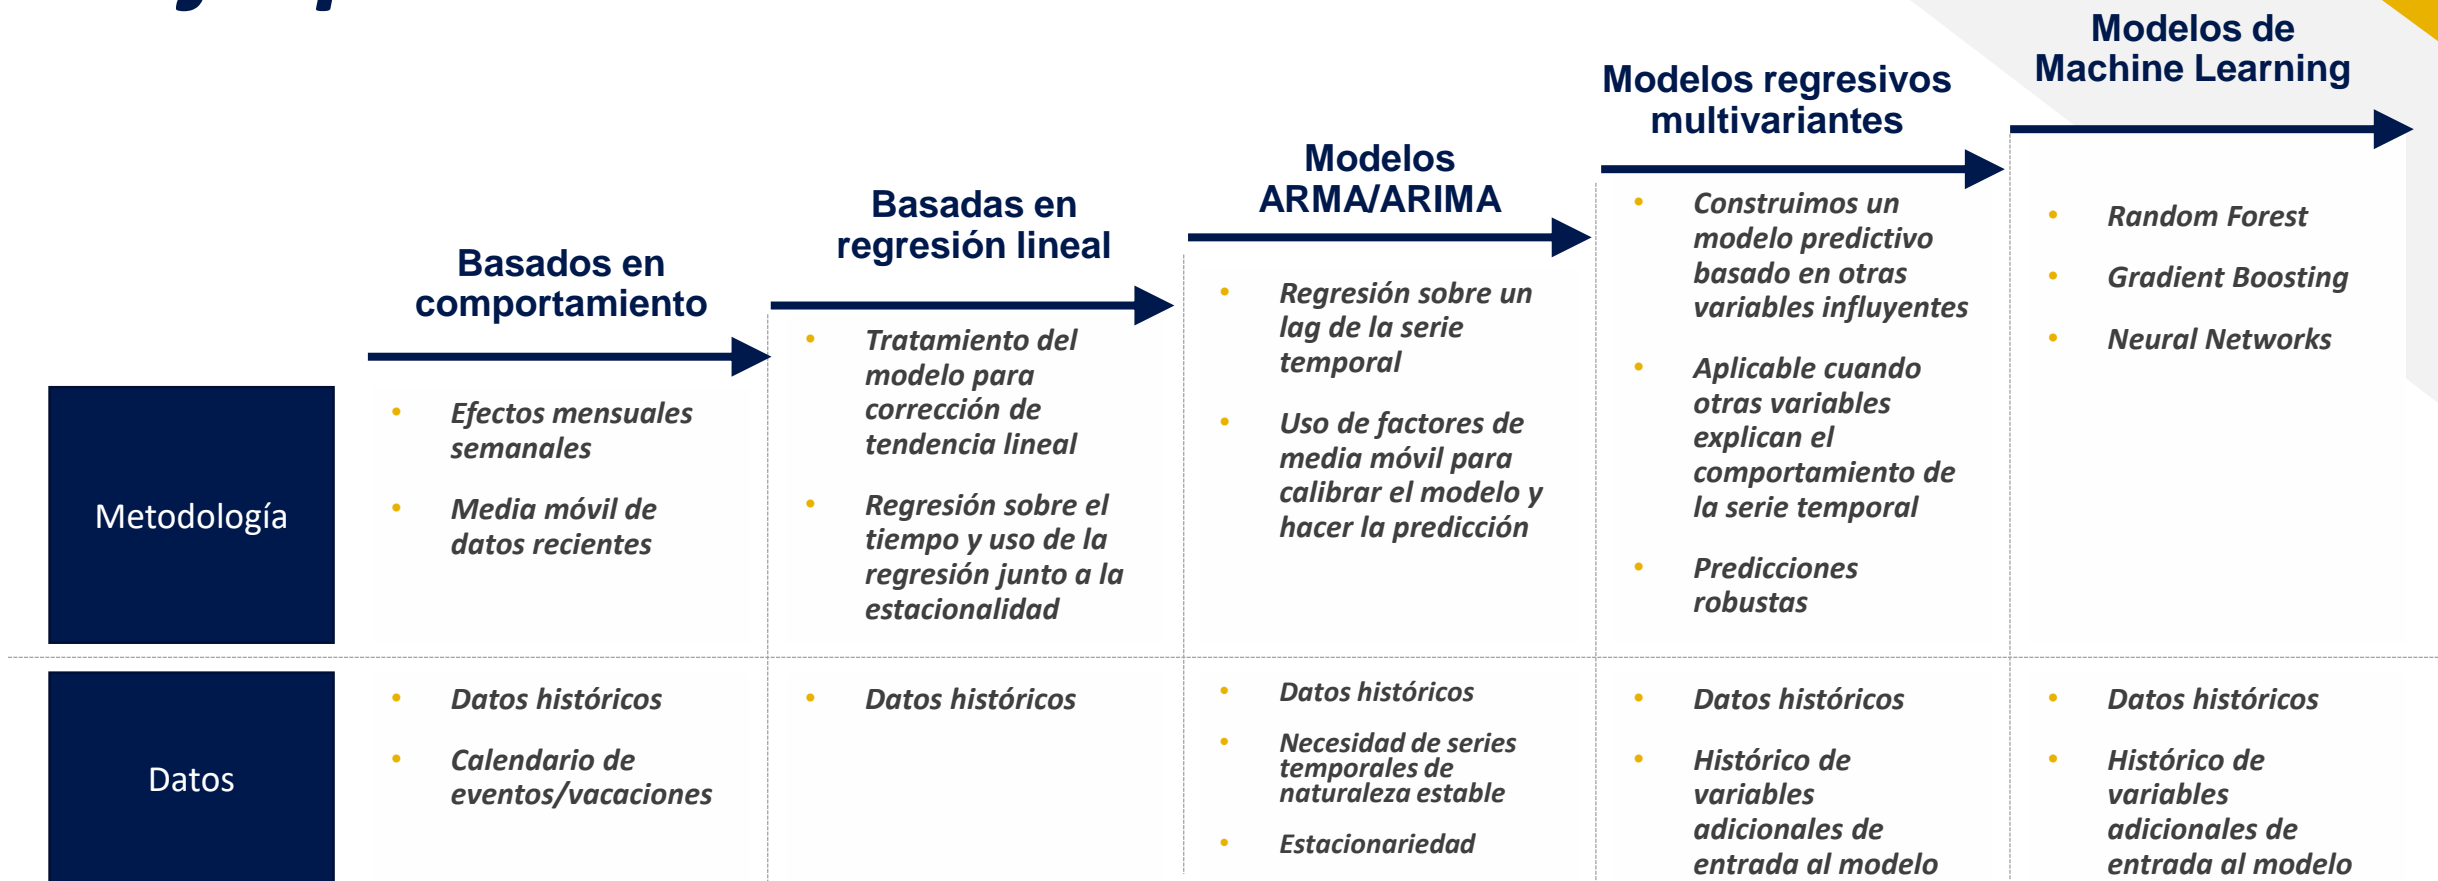 Modelos de
Machine Learning
Modelos regresivos
multivariantes
Modelos
ARMA/ARIMA
Basadas en
regresión lineal
Basados en
comportamiento
Metodología
• Efectos mensuales
semanales
• Media móvil de
datos recientes
• Tratamiento del
modelo para
corrección de
tendencia lineal
• Regresión sobre el
tiempo y uso de la
regresión junto a la
estacionalidad
• Regresión sobre un
lag de la serie
temporal
• Uso de factores de
media móvil para
calibrar el modelo y
hacer la predicción
• Construimos un
modelo predictivo
basado en otras
variables influyentes
• Aplicable cuando
otras variables
explican el
comportamiento de
la serie temporal
• Predicciones
robustas
• Random Forest
• Gradient Boosting
• Neural Networks
Datos
• Datos históricos
• Calendario de
eventos/vacaciones
• Datos históricos
• Datos históricos
• Necesidad de series
temporales de
naturaleza estable
• Estacionariedad
• Datos históricos
• Histórico de
variables
adicionales de
entrada al modelo
• Datos históricos
• Histórico de
variables
adicionales de
entrada al modelo